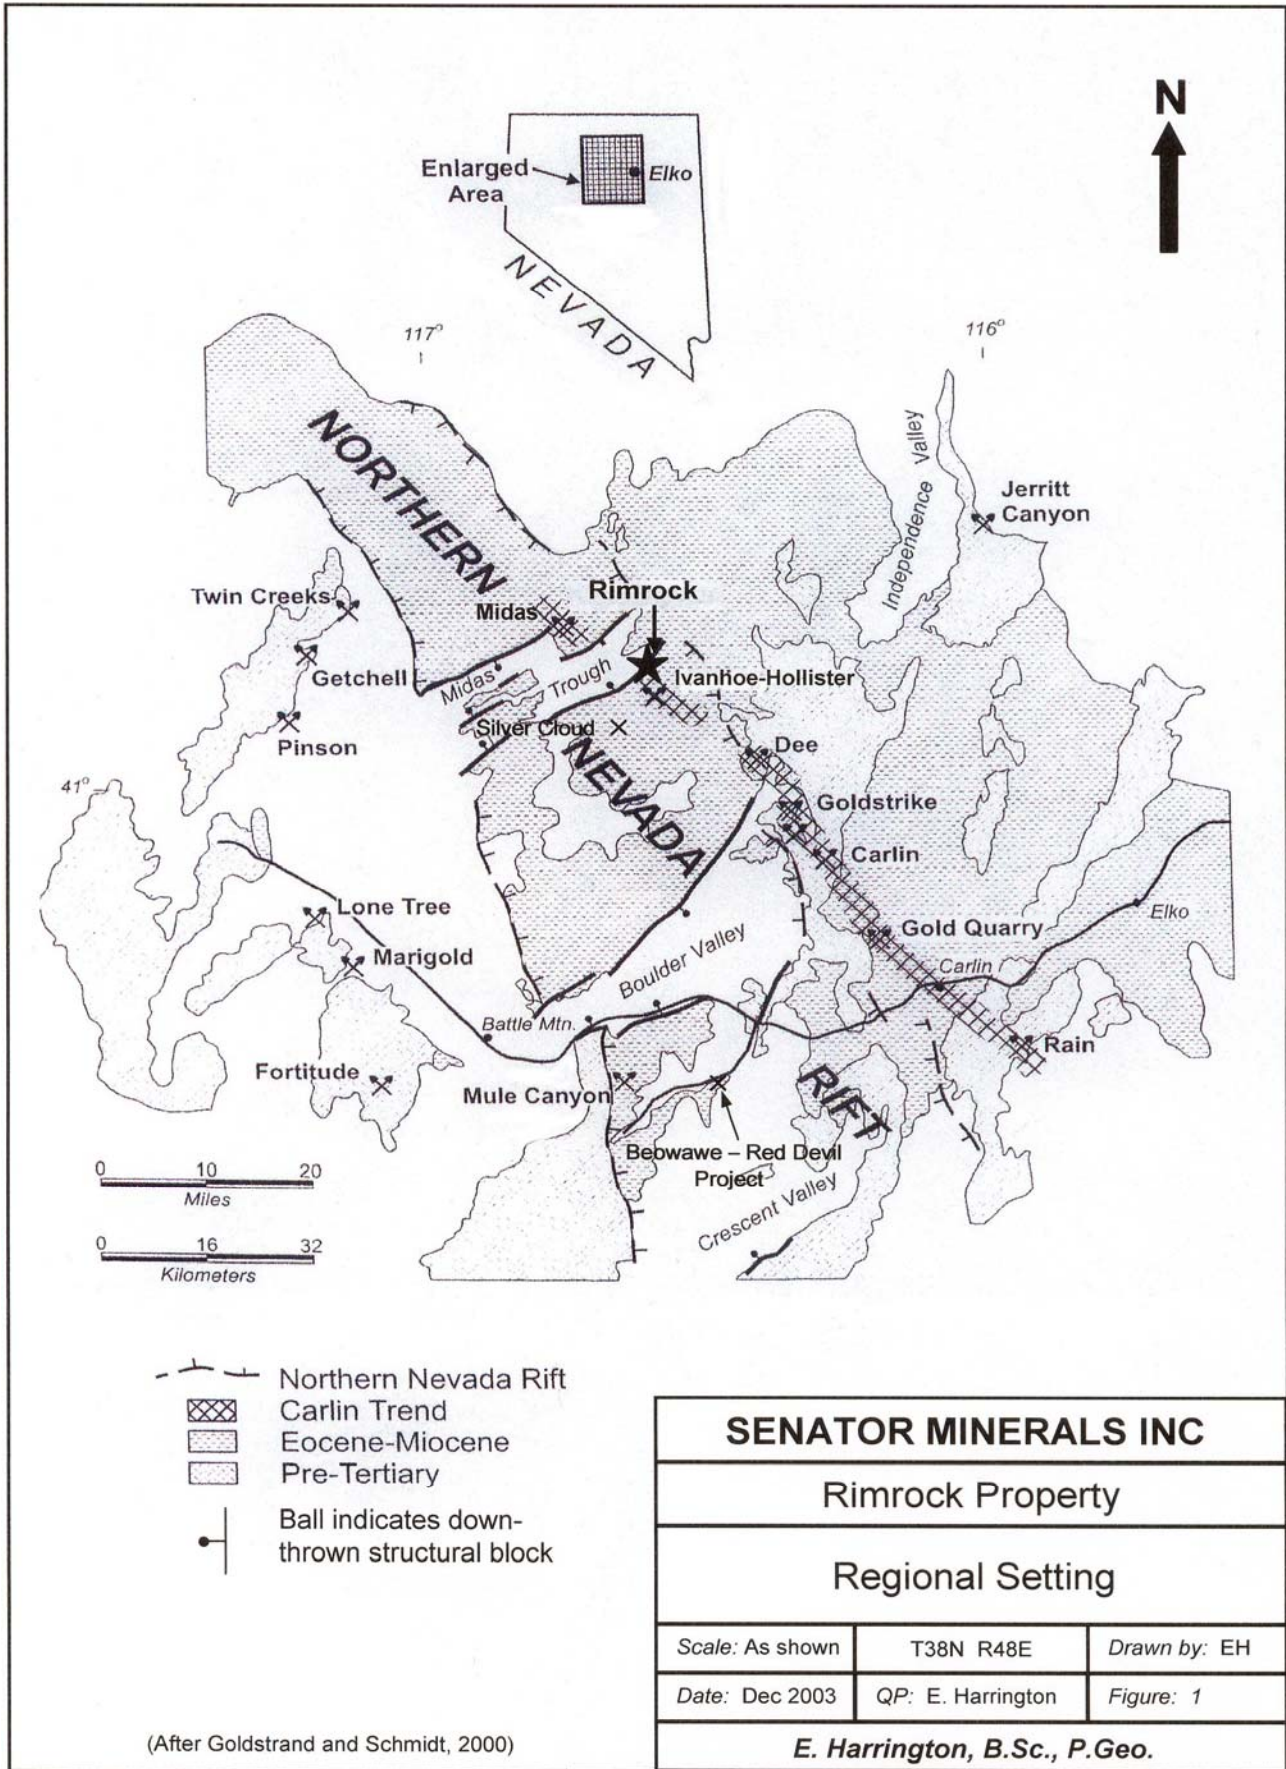 N
Enlarged
Area
Elko
NEVADA
117°
116°
NORTHERN
Independence Valley
Jerritt
Canyon
Twin Creeks
Midas
Rimrock
Getchell
Midas
Trough
Ivanhoe-Hollister
Pinson
Silver Cloud
NEVADA
Dee
41°
Goldstrike
Carlin
Lone Tree
Elko
Gold Quarry
Marigold
Boulder Valley
Carlin
Battle Mtn.
Rain
Fortitude
Mule Canyon
RIFT
Beowawe – Red Devil
Project
Crescent Valley
0 10 20
Miles
0 16 32
Kilometers
Northern Nevada Rift
Carlin Trend
Eocene-Miocene
Pre-Tertiary
Ball indicates down-
thrown structural block
SENATOR MINERALS INC
Rimrock Property
Regional Setting
Scale: As shown T38N R48E Drawn by: EH
Date: Dec 2003 QP: E. Harrington Figure: 1
E. Harrington, B.Sc., P.Geo.
(After Goldstrand and Schmidt, 2000)